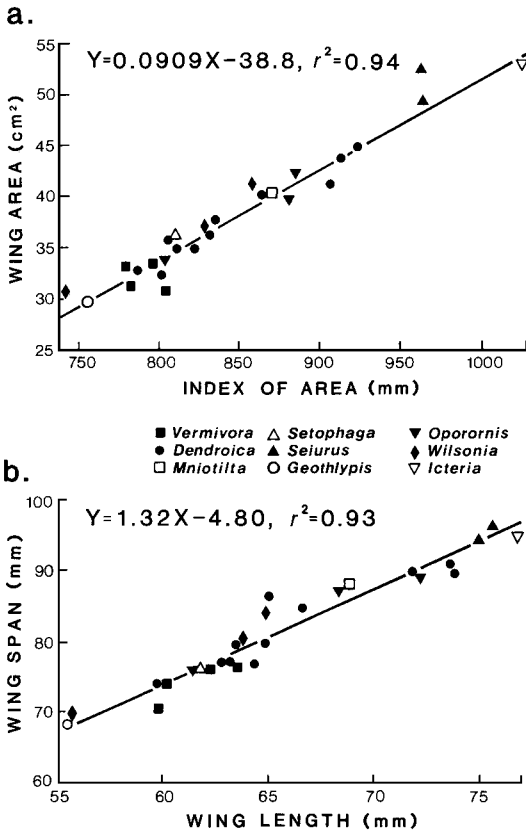 a.
Y=0.0909X−38.8, r²=0.94
WING AREA (cm²)
55
50
45
40
35
30
25
750 800 850 900 950 1000
INDEX OF AREA (mm)
Vermivora Setophaga Oporornis
Dendroica Seiurus Wilsonia
Mniotilta Geothlypis Icteria
b.
Y=1.32X−4.80, r²=0.93
WING SPAN (mm)
100
90
80
70
60
55 60 65 70 75
WING LENGTH (mm)